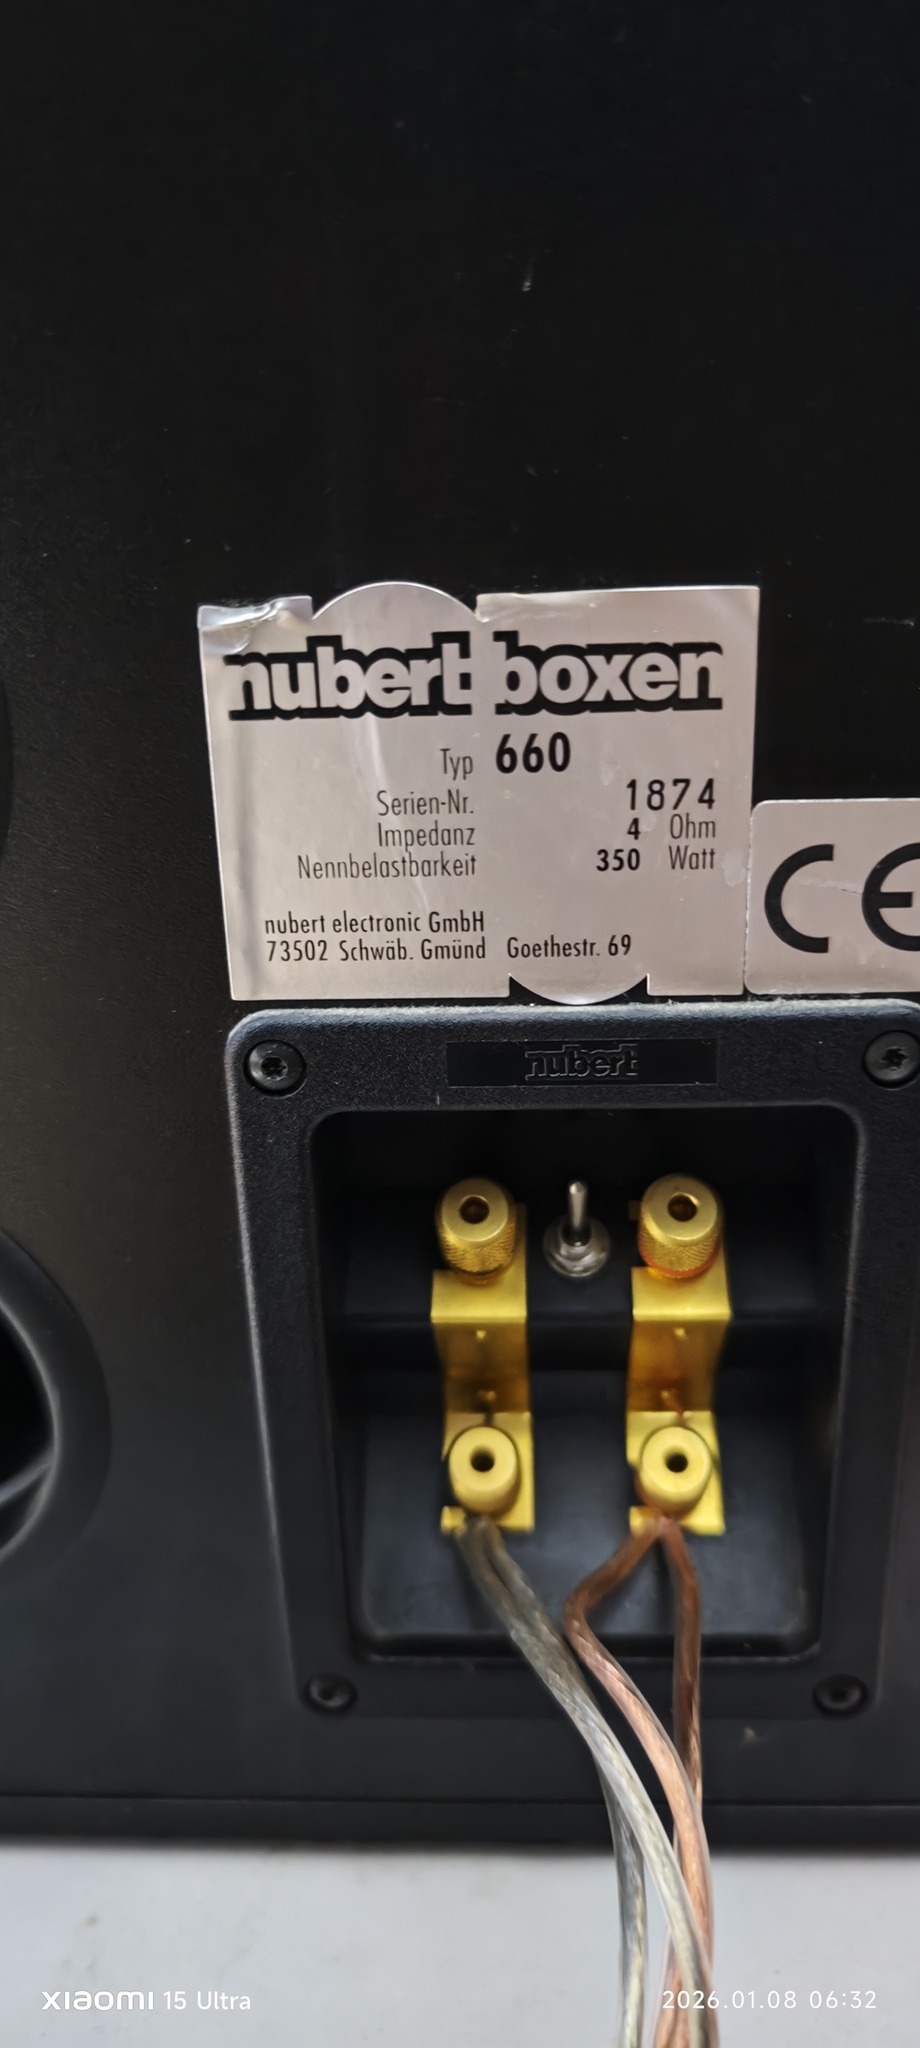 nubert boxen
Typ 660
Serien-Nr. 1874
Impedanz 4 Ohm
Nennbelastbarkeit 350 Watt
nubert electronic GmbH
73502 Schwäb. Gmünd Goethestr. 69
CE
nubert
xiaomi 15 Ultra
2026.01.08 06:32